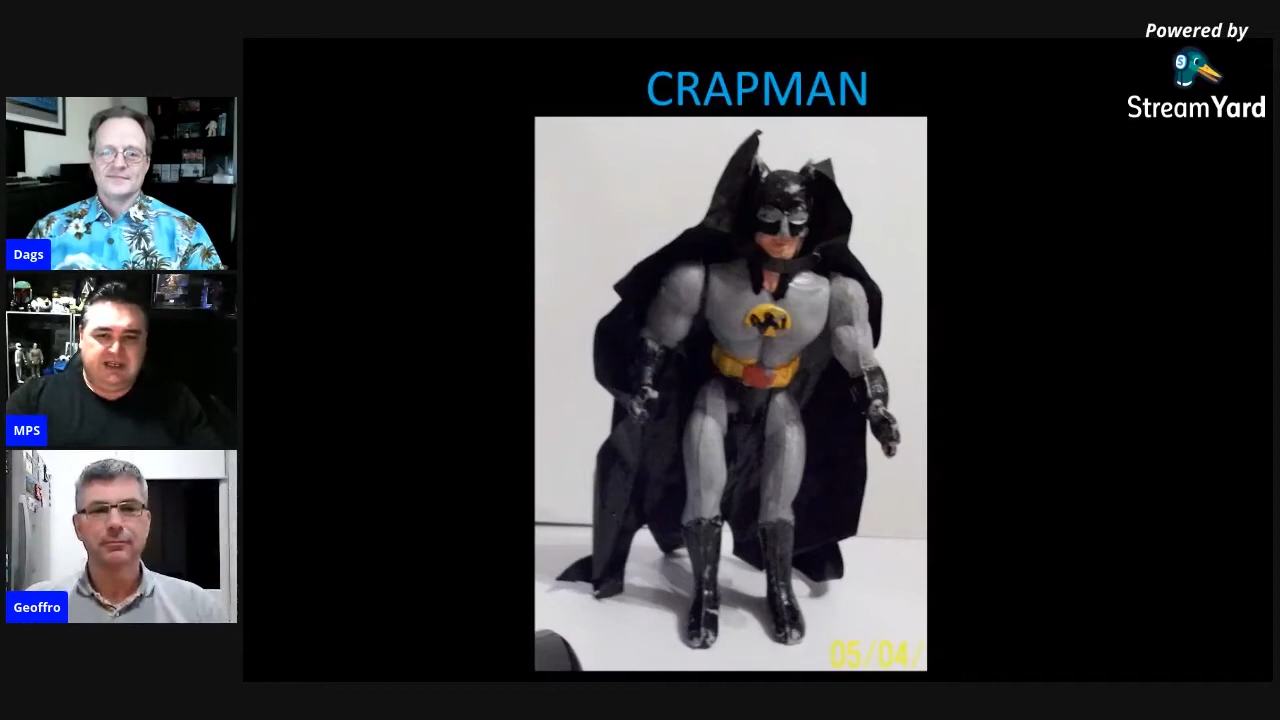 CRAPMAN
Powered by
StreamYard
Dags
MPS
Geoffro
05/04/